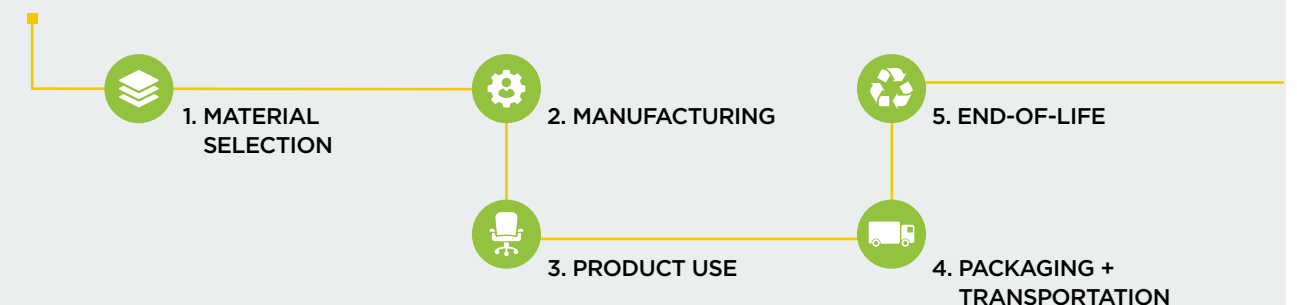 1. MATERIAL
SELECTION
2. MANUFACTURING
3. PRODUCT USE
4. PACKAGING +
TRANSPORTATION
5. END-OF-LIFE